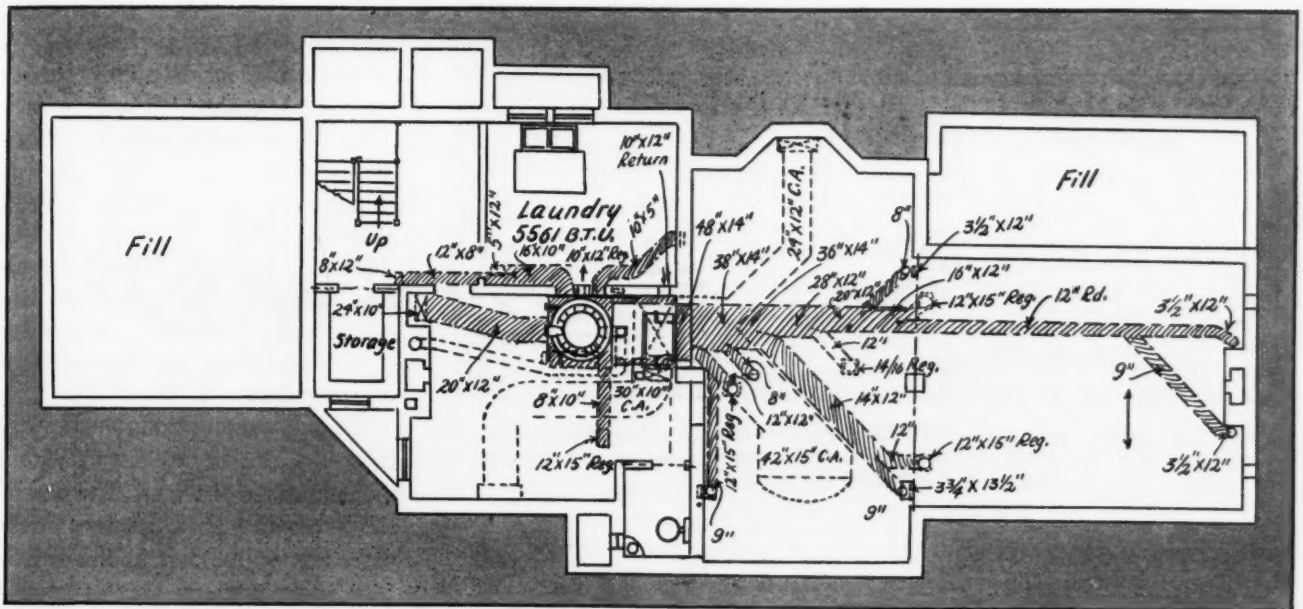 Fill
Up
8"x12"
12"x8"
5"x12"
16"x10"
Laundry
5561 B.T.U.
10"x12" Reg.
10"x5"
10"x12"
Return
48"x14"
38"x14"
24"x12" C.A.
36"x14"
28"x12"
20"x12"
8"
3½"x12"
16"x12"
12"x15" Reg.
12" Rd.
3½"x12"
Fill
24"x10"
Storage
20"x12"
8"x10"
12"x15" Reg.
30"x10"
C.A.
12"x15" Reg.
9"
8"
12"x12"
42"x15" C.A.
12"
14/16 Reg.
14"x12"
12"
12"x15" Reg.
3¾"x13½"
9"
9"
3½"x12"